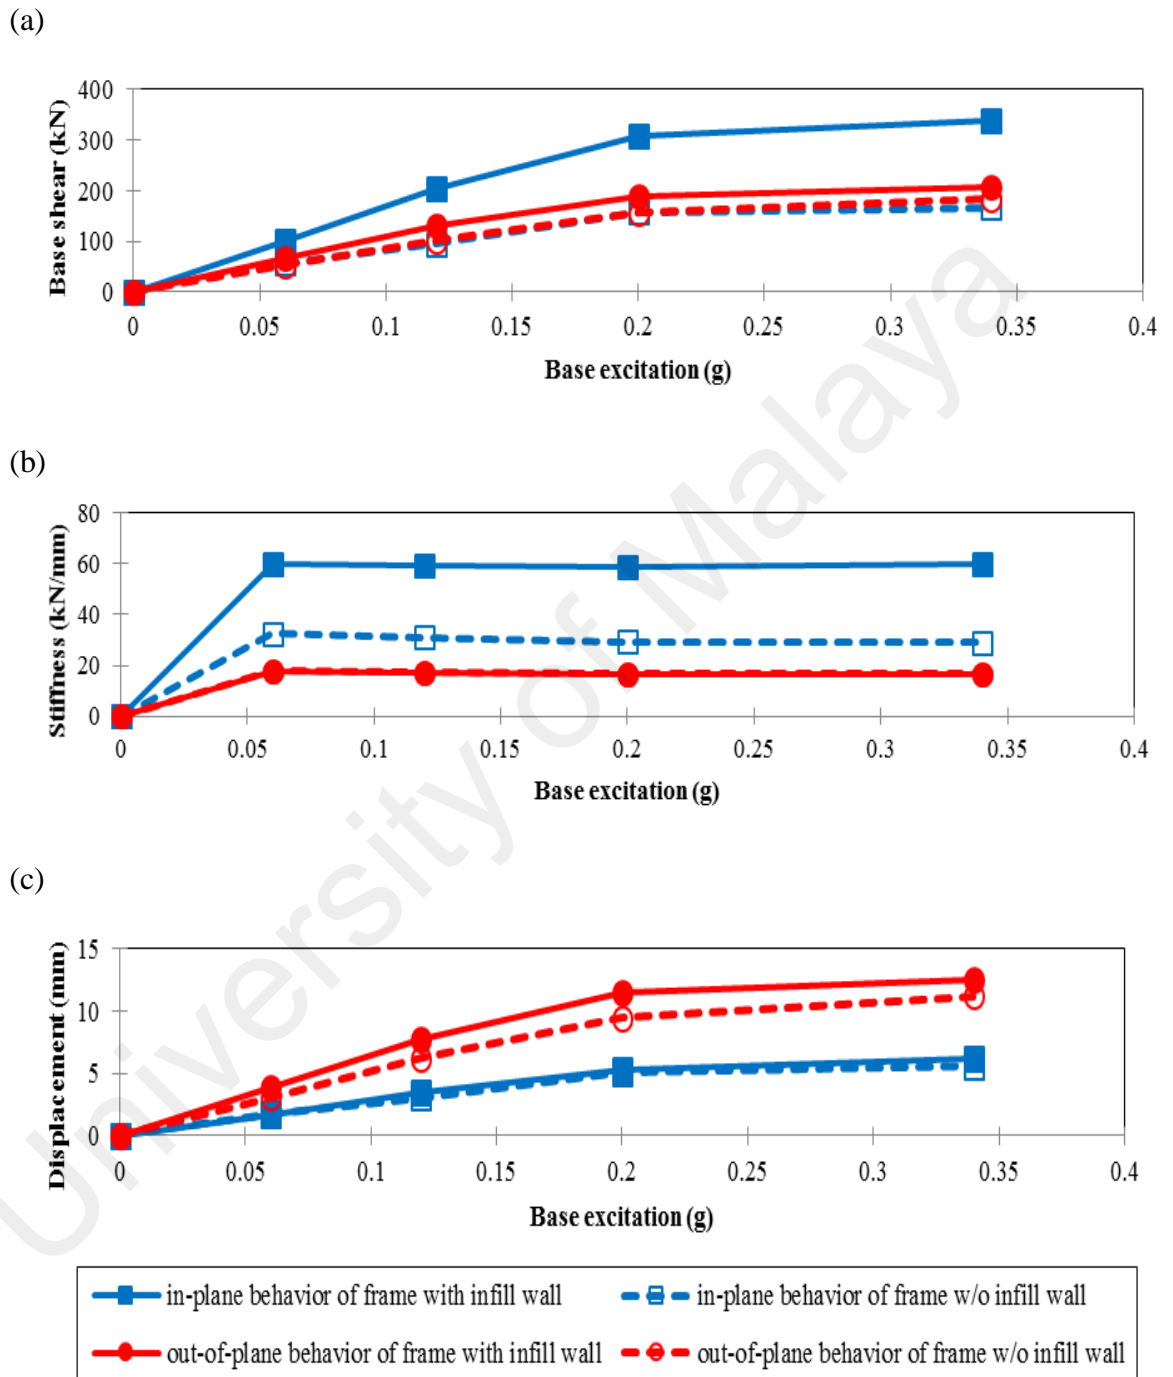 (a)
Base shear (kN)
400
300
200
100
0
0 0.05 0.1 0.15 0.2 0.25 0.3 0.35 0.4
Base excitation (g)
(b)
Stiffness (kN/mm)
80
60
40
20
0
0 0.05 0.1 0.15 0.2 0.25 0.3 0.35 0.4
Base excitation (g)
(c)
Displacement (mm)
15
10
5
0
0 0.05 0.1 0.15 0.2 0.25 0.3 0.35 0.4
Base excitation (g)
in-plane behavior of frame with infill wall
in-plane behavior of frame w/o infill wall
out-of-plane behavior of frame with infill wall
out-of-plane behavior of frame w/o infill wall
University of Malaya